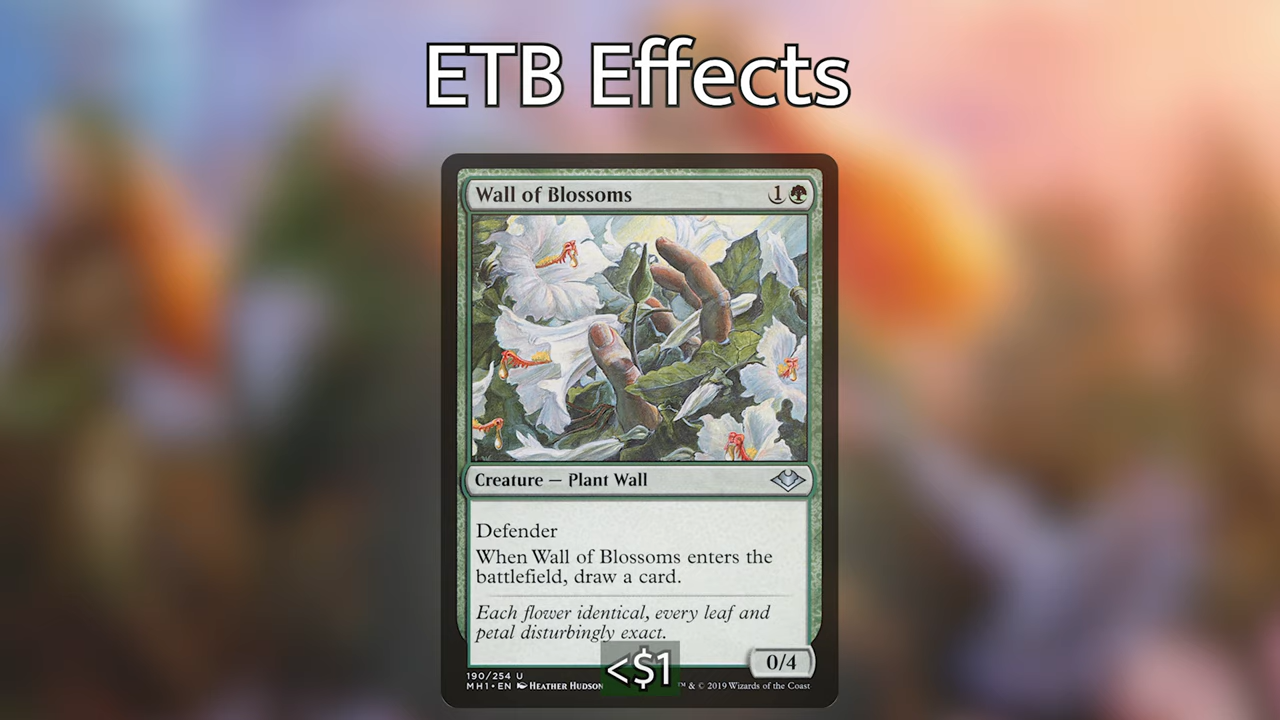 ETB Effects
Wall of Blossoms 1
Creature — Plant Wall
Defender
When Wall of Blossoms enters the
battlefield, draw a card.
Each flower identical, every leaf and
petal disturbingly exact.
<$1
0/4
190/254 U
MH1 • EN HEATHER HUDSON ™ & © 2019 Wizards of the Coast